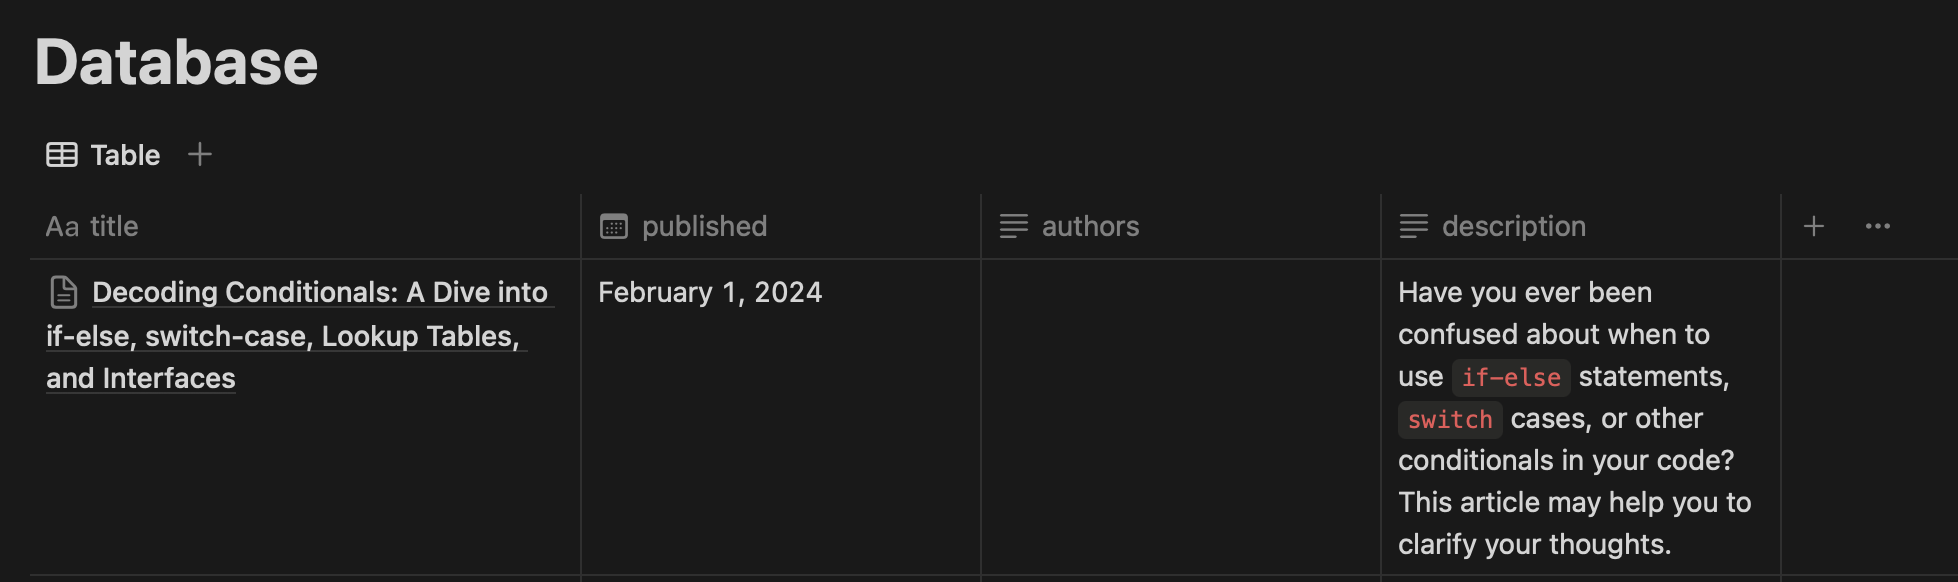 Database
Table
Aa title
published
authors
description
Decoding Conditionals: A Dive into
if-else, switch-case, Lookup Tables,
and Interfaces
February 1, 2024
Have you ever been
confused about when to
use if-else statements,
switch cases, or other
conditionals in your code?
This article may help you to
clarify your thoughts.